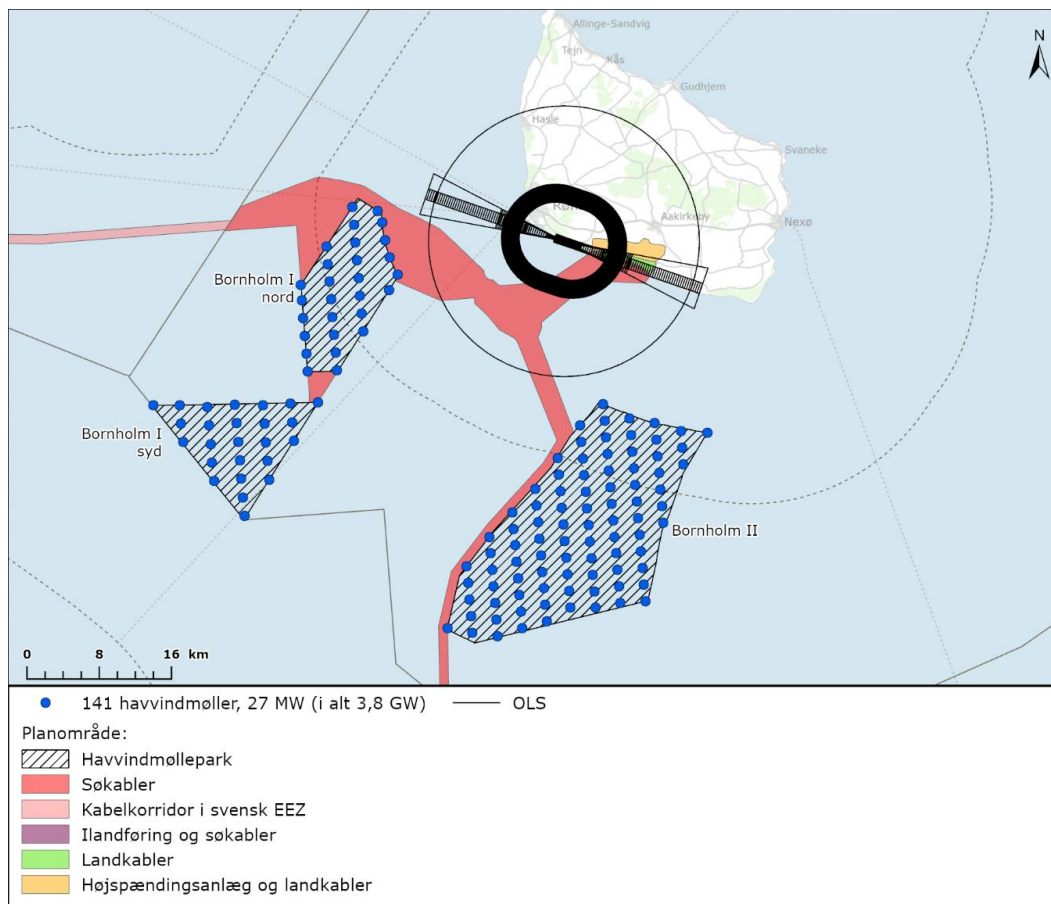 Allinge-Sandvig
N
Tejn
Kås
Gudhjem
Hasle
Svaneke
Aakirkeby
Nexø
Bornholm I
nord
Bornholm I
syd
Bornholm II
0 8 16 km
141 havvindmøller, 27 MW (i alt 3,8 GW) OLS
Planområde:
Havvindmøllepark
Søkabler
Kabelkorridor i svensk EEZ
Ilandføring og søkabler
Landkabler
Højspændingsanlæg og landkabler